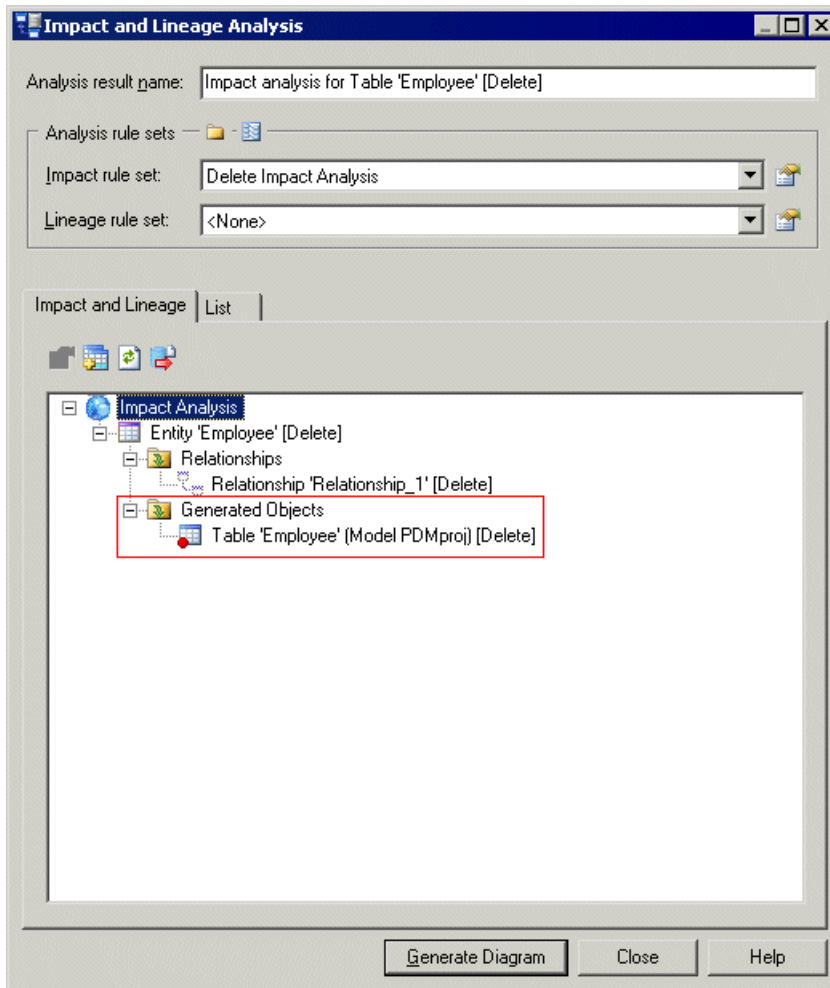 Impact and Lineage Analysis
Analysis result name: Impact analysis for Table 'Employee' [Delete]
Analysis rule sets
Impact rule set: Delete Impact Analysis
Lineage rule set: <None>
Impact and Lineage List
Impact Analysis
Entity 'Employee' [Delete]
Relationships
Relationship 'Relationship_1' [Delete]
Generated Objects
Table 'Employee' (Model PDMproj) [Delete]
Generate Diagram Close Help